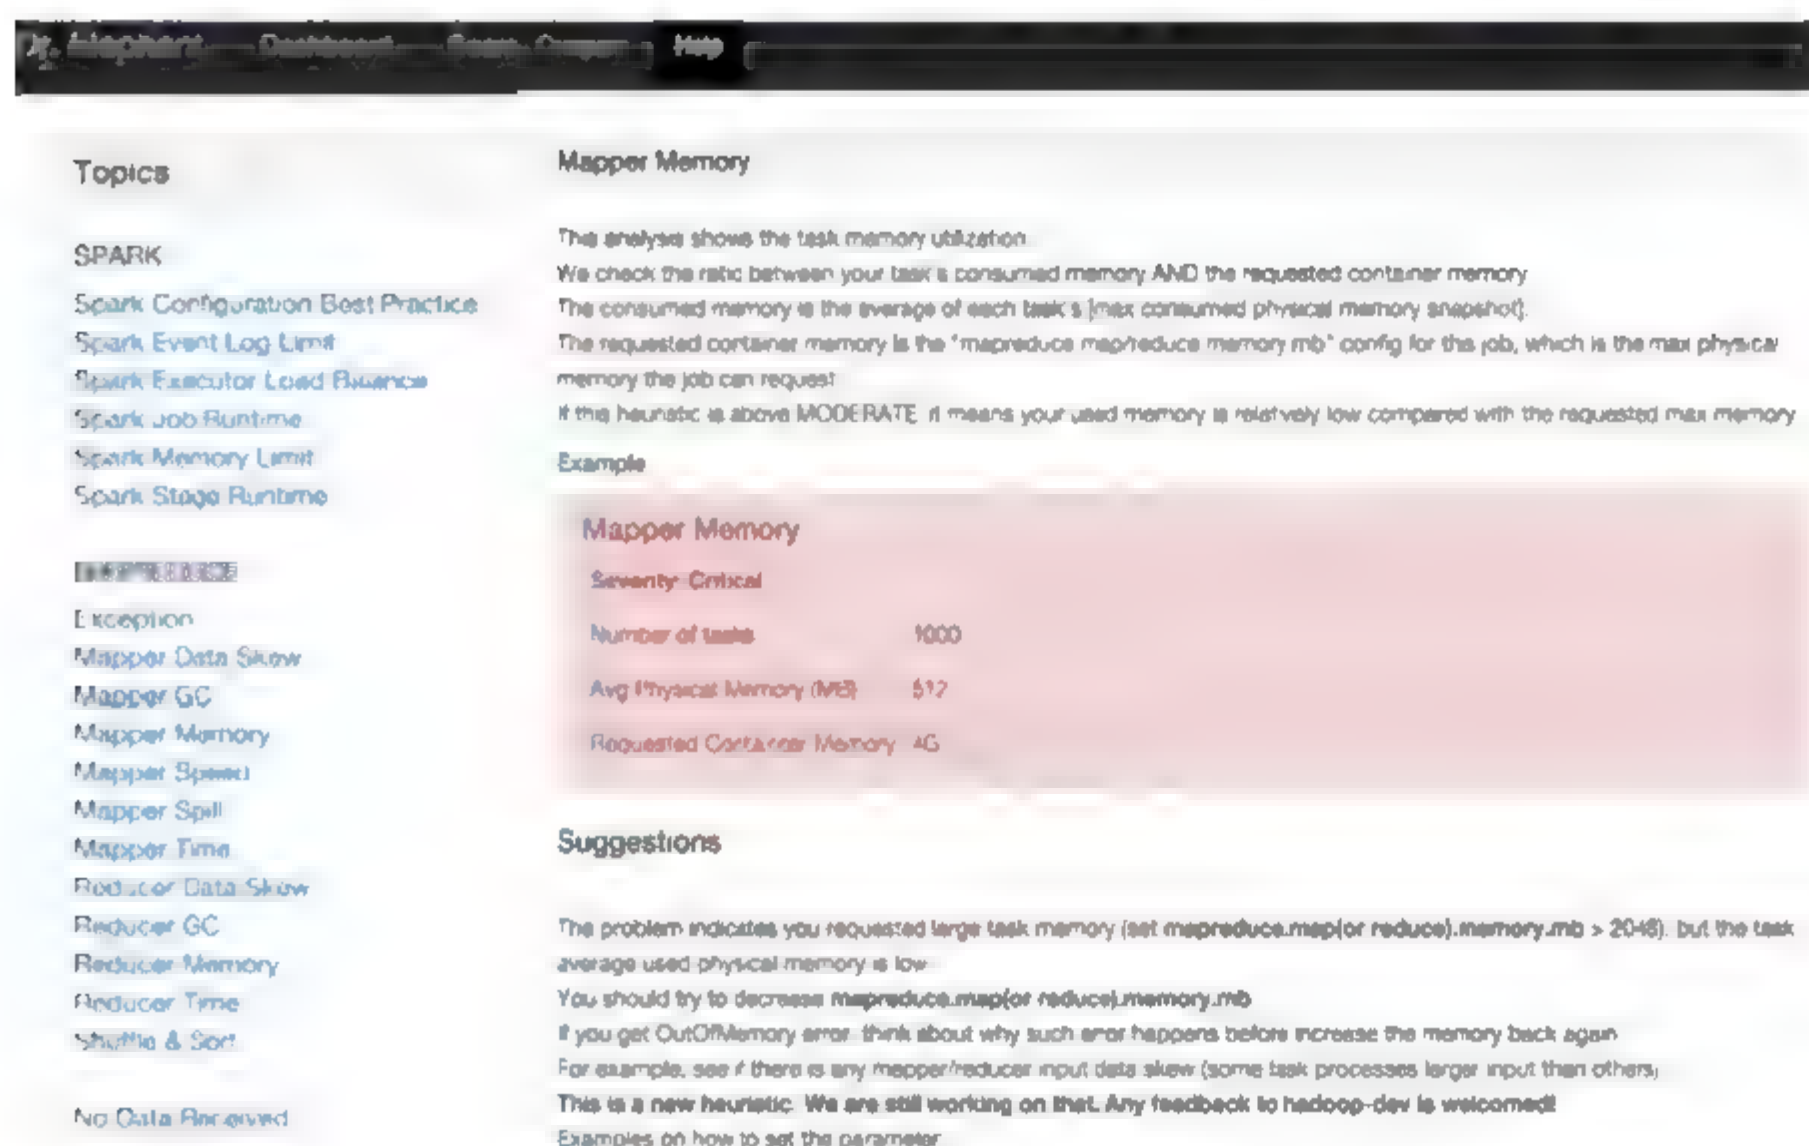 Dashboard
Help
Topics
SPARK
Spark Configuration Best Practice
Spark Event Log Limit
Spark Executor Load Balance
Spark Job Runtime
Spark Memory Limit
Spark Stage Runtime
Exception
Mapper Data Skew
Mapper GC
Mapper Memory
Mapper Speed
Mapper Spill
Mapper Time
Reducer Data Skew
Reducer GC
Reducer Memory
Reducer Time
Shuffle & Sort
No Data Received
Mapper Memory
This analysis shows the task memory utilization.
We check the ratio between your task's consumed memory AND the requested container memory
The consumed memory is the average of each task's [max consumed physical memory snapshot].
The requested container memory is the "mapreduce.map/reduce.memory.mb" config for this job, which is the max physical
memory the job can request
If this heuristic is above MODERATE, it means your used memory is relatively low compared with the requested max memory
Example
Mapper Memory
Severity: Critical
Number of tasks 1000
Avg Physical Memory (MB) 512
Requested Container Memory 4G
Suggestions
The problem indicates you requested large task memory (set mapreduce.map(or reduce).memory.mb > 2048), but the task
average used physical memory is low.
You should try to decrease mapreduce.map(or reduce).memory.mb
If you get OutOfMemory error, think about why such error happens before increase the memory back again
For example, see if there is any mapper/reducer input data skew (some task processes larger input than others)
This is a new heuristic. We are still working on that. Any feedback to hadoop-dev is welcomed!
Examples on how to set the parameter